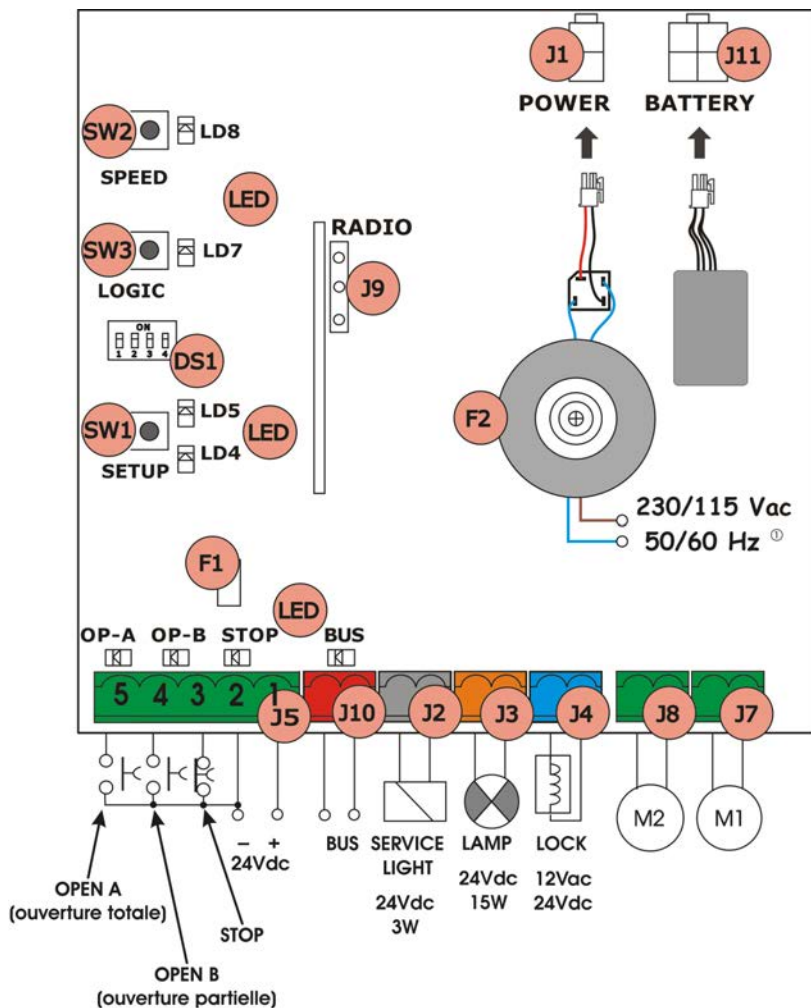 J1 J11
POWER BATTERY
SW2 LD8
SPEED
LED
RADIO
SW3 LD7
LOGIC
J9
ON
1 2 3 4
DS1
LD5
SW1 LED
LD4
SETUP
F2
230/115 Vac
50/60 Hz ①
F1
LED
OP-A OP-B STOP BUS
5 4 3 2 1
J5 J10 J2 J3 J4 J8 J7
M2 M1
− +
24Vdc
BUS SERVICE LIGHT
24Vdc
3W
LAMP
24Vdc
15W
LOCK
12Vac
24Vdc
OPEN A
(ouverture totale)
STOP
OPEN B
(ouverture partielle)